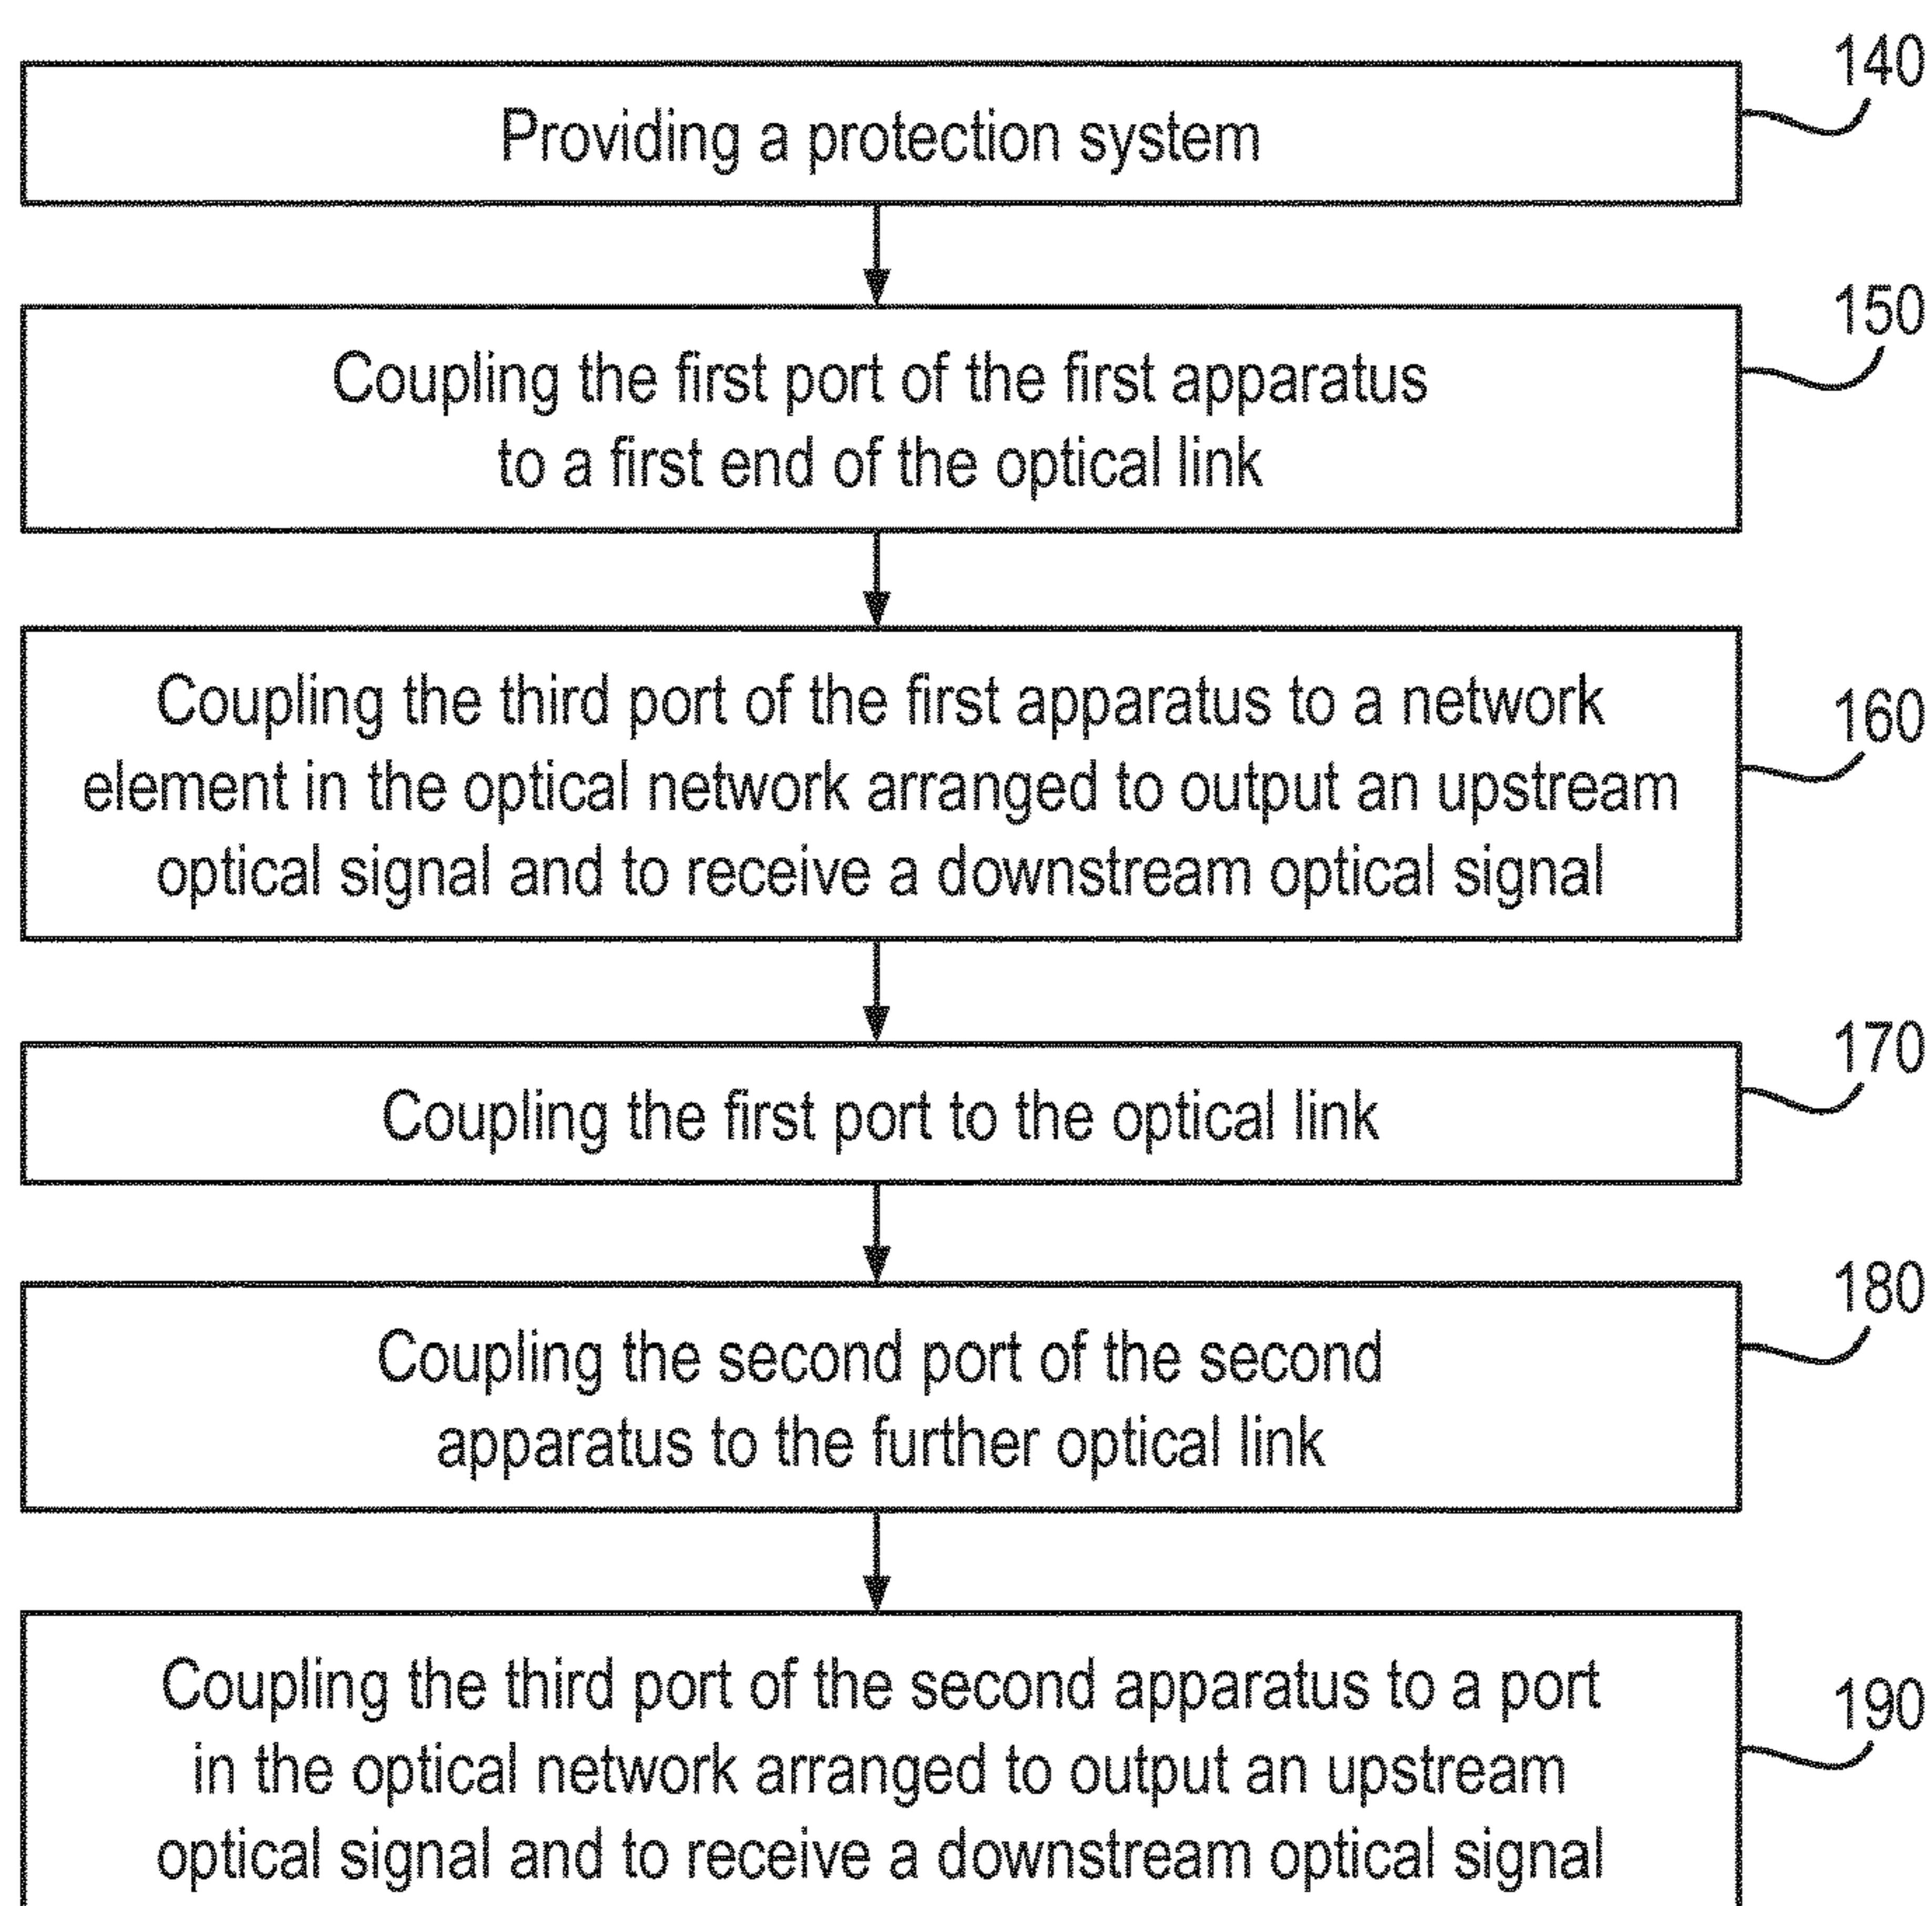 140
Providing a protection system
150
Coupling the first port of the first apparatus
to a first end of the optical link
160
Coupling the third port of the first apparatus to a network
element in the optical network arranged to output an upstream
optical signal and to receive a downstream optical signal
170
Coupling the first port to the optical link
180
Coupling the second port of the second
apparatus to the further optical link
190
Coupling the third port of the second apparatus to a port
in the optical network arranged to output an upstream
optical signal and to receive a downstream optical signal